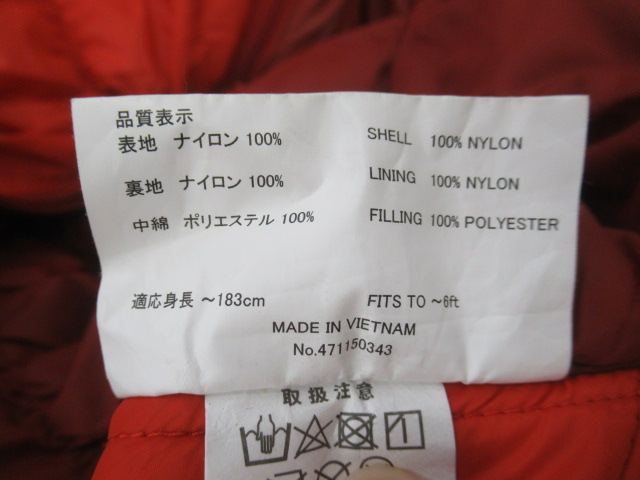 品質表示
表地 ナイロン 100% SHELL 100% NYLON
裏地 ナイロン 100% LINING 100% NYLON
中綿 ポリエステル 100% FILLING 100% POLYESTER
適応身長 ～183cm FITS TO ～6ft
MADE IN VIETNAM
No.471150343
取扱注意